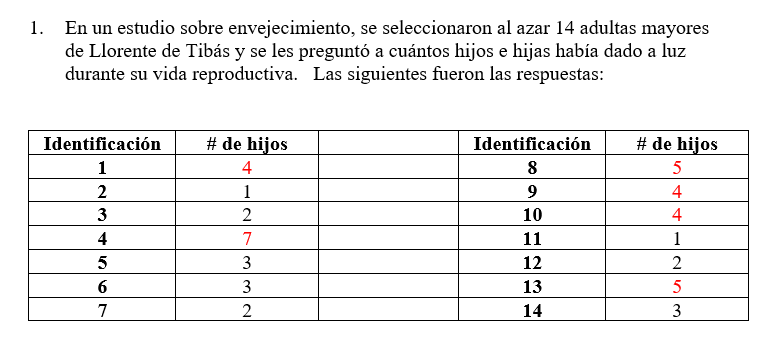 1. En un estudio sobre envejecimiento, se seleccionaron al azar 14 adultas mayores
de Llorente de Tibás y se les preguntó a cuántos hijos e hijas había dado a luz
durante su vida reproductiva. Las siguientes fueron las respuestas:
Identificación # de hijos Identificación # de hijos
1 4 8 5
2 1 9 4
3 2 10 4
4 7 11 1
5 3 12 2
6 3 13 5
7 2 14 3